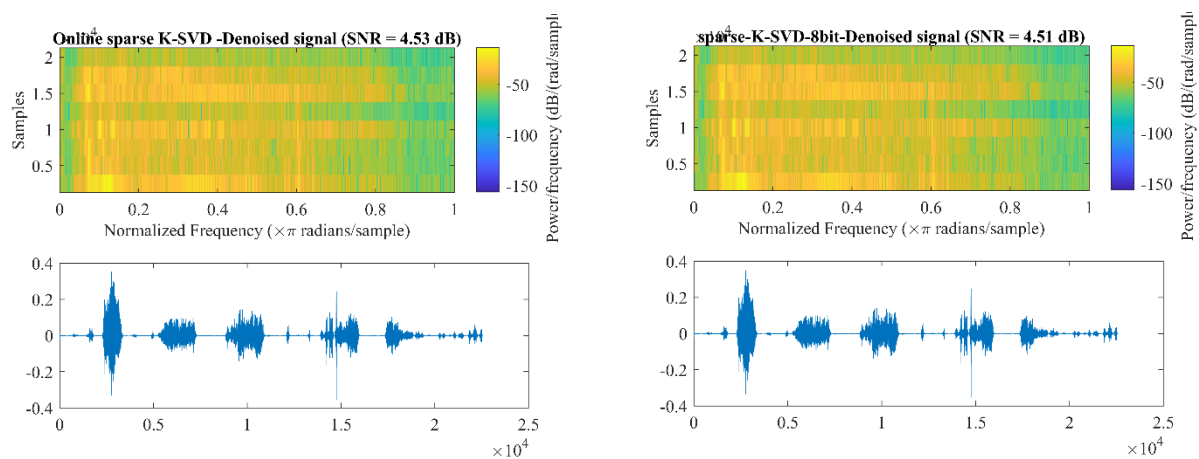 Online sparse K-SVD -Denoised signal (SNR = 4.53 dB)
2
1.5
1
0.5
Samples
0 0.2 0.4 0.6 0.8 1
Normalized Frequency (×π radians/sample)
-50
-100
-150
Power/frequency (dB/(rad/sample
0.4
0.2
0
-0.2
-0.4
0 0.5 1 1.5 2 2.5
×10^4
sparse-K-SVD-8bit-Denoised signal (SNR = 4.51 dB)
2
1.5
1
0.5
Samples
0 0.2 0.4 0.6 0.8 1
Normalized Frequency (×π radians/sample)
-50
-100
-150
Power/frequency (dB/(rad/sample
0.4
0.2
0
-0.2
-0.4
0 0.5 1 1.5 2 2.5
×10^4